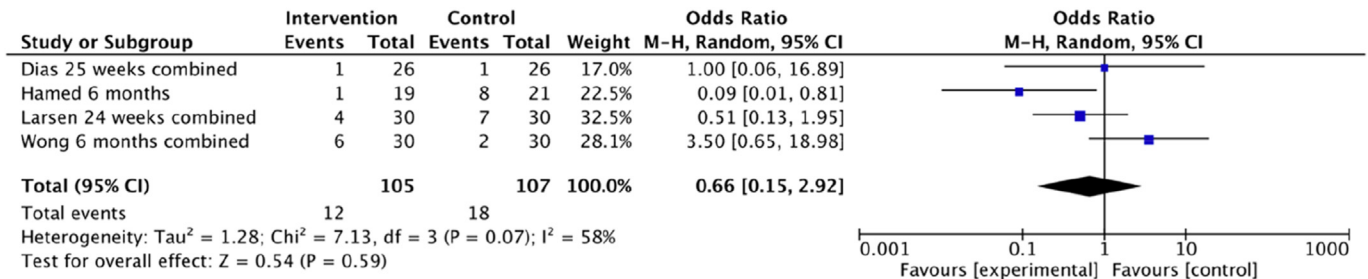 Intervention Control Odds Ratio Odds Ratio
Study or Subgroup Events Total Events Total Weight M-H, Random, 95% CI M-H, Random, 95% CI
Dias 25 weeks combined 1 26 1 26 17.0% 1.00 [0.06, 16.89]
Hamed 6 months 1 19 8 21 22.5% 0.09 [0.01, 0.81]
Larsen 24 weeks combined 4 30 7 30 32.5% 0.51 [0.13, 1.95]
Wong 6 months combined 6 30 2 30 28.1% 3.50 [0.65, 18.98]
Total (95% CI) 105 107 100.0% 0.66 [0.15, 2.92]
Total events 12 18
Heterogeneity: Tau² = 1.28; Chi² = 7.13, df = 3 (P = 0.07); I² = 58%
Test for overall effect: Z = 0.54 (P = 0.59)
0.001 0.1 1 10 1000
Favours [experimental] Favours [control]